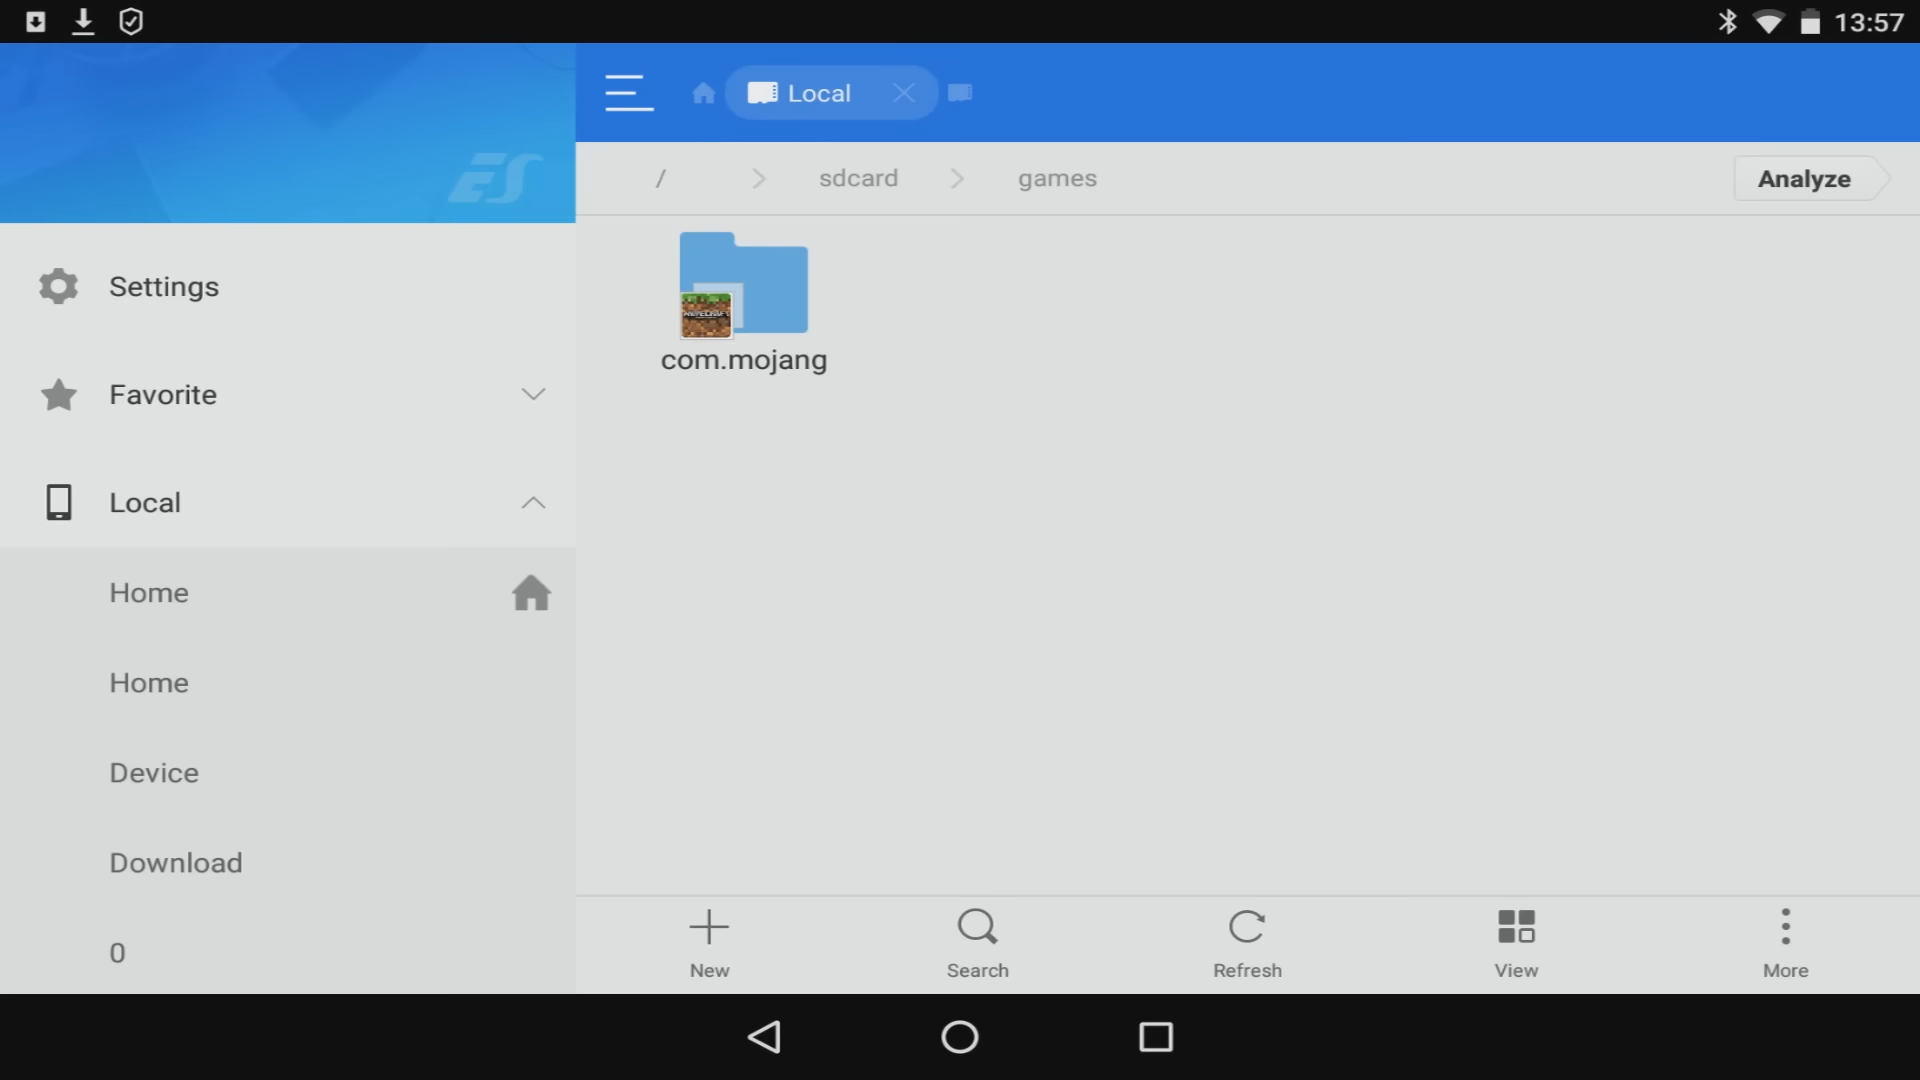 13:57
Local
ES
/ sdcard games
Analyze
Settings
com.mojang
Favorite
Local
Home
Home
Device
Download
0
New
Search
Refresh
View
More